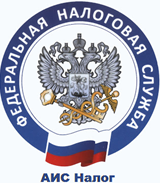 ФЕДЕРАЛЬНАЯ НАЛОГОВАЯ СЛУЖБА
АИС Налог